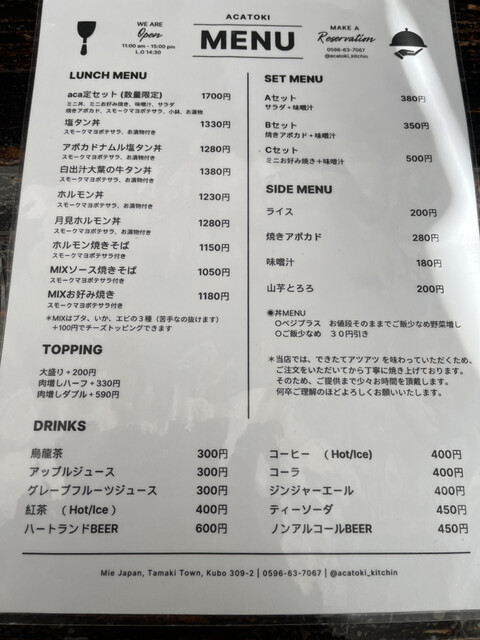 WE ARE
Open
11:00 am - 15:00 pm
L.O 14:30
ACATOKI
MENU
MAKE A
Reservation
0596-63-7067
@acatoki_kitchin
LUNCH MENU
aca定セット (数量限定) 1700円
ミニ丼、ミニお好み焼き、味噌汁、サラダ
焼きアボカド、スモークマヨポテサラ、小鉢、お漬物
塩タン丼 1330円
スモークマヨポテサラ、お漬物付き
アボカドナムル塩タン丼 1280円
スモークマヨポテサラ、お漬物付き
白出汁大葉の牛タン丼 1380円
スモークマヨポテサラ、お漬物付き
ホルモン丼 1230円
スモークマヨポテサラ、お漬物付き
月見ホルモン丼 1280円
スモークマヨポテサラ、お漬物付き
ホルモン焼きそば 1150円
スモークマヨポテサラ付き
MIXソース焼きそば 1050円
スモークマヨポテサラ付き
MIXお好み焼き 1180円
スモークマヨポテサラ付き
＊MIXはブタ、いか、エビの３種（苦手なの抜けます）
＋100円でチーズトッピングできます
TOPPING
大盛り＋200円
肉増しハーフ＋330円
肉増しダブル＋590円
SET MENU
Aセット 380円
サラダ＋味噌汁
Bセット 350円
焼きアボカド＋味噌汁
Cセット 500円
ミニお好み焼き＋味噌汁
SIDE MENU
ライス 200円
焼きアボカド 280円
味噌汁 180円
山芋とろろ 200円
◉丼MENU
○ベジプラス お値段そのままでご飯少なめ野菜増し
○ご飯少なめ ３０円引き
＊当店では、できたてアツアツ を味わっていただくため、
ご注文をいただいてから丁寧に焼き上げております。
そのため、ご提供まで少々お時間を頂戴します。
何卒ご理解のほどよろしくお願いいたします。
DRINKS
烏龍茶 300円
アップルジュース 300円
グレープフルーツジュース 300円
紅茶 （Hot/Ice ） 400円
ハートランドBEER 600円
コーヒー （Hot/Ice) 400円
コーラ 400円
ジンジャーエール 400円
ティーソーダ 450円
ノンアルコールBEER 450円
Mie Japan, Tamaki Town, Kubo 309-2 | 0596-63-7067 | @acatoki_kitchin